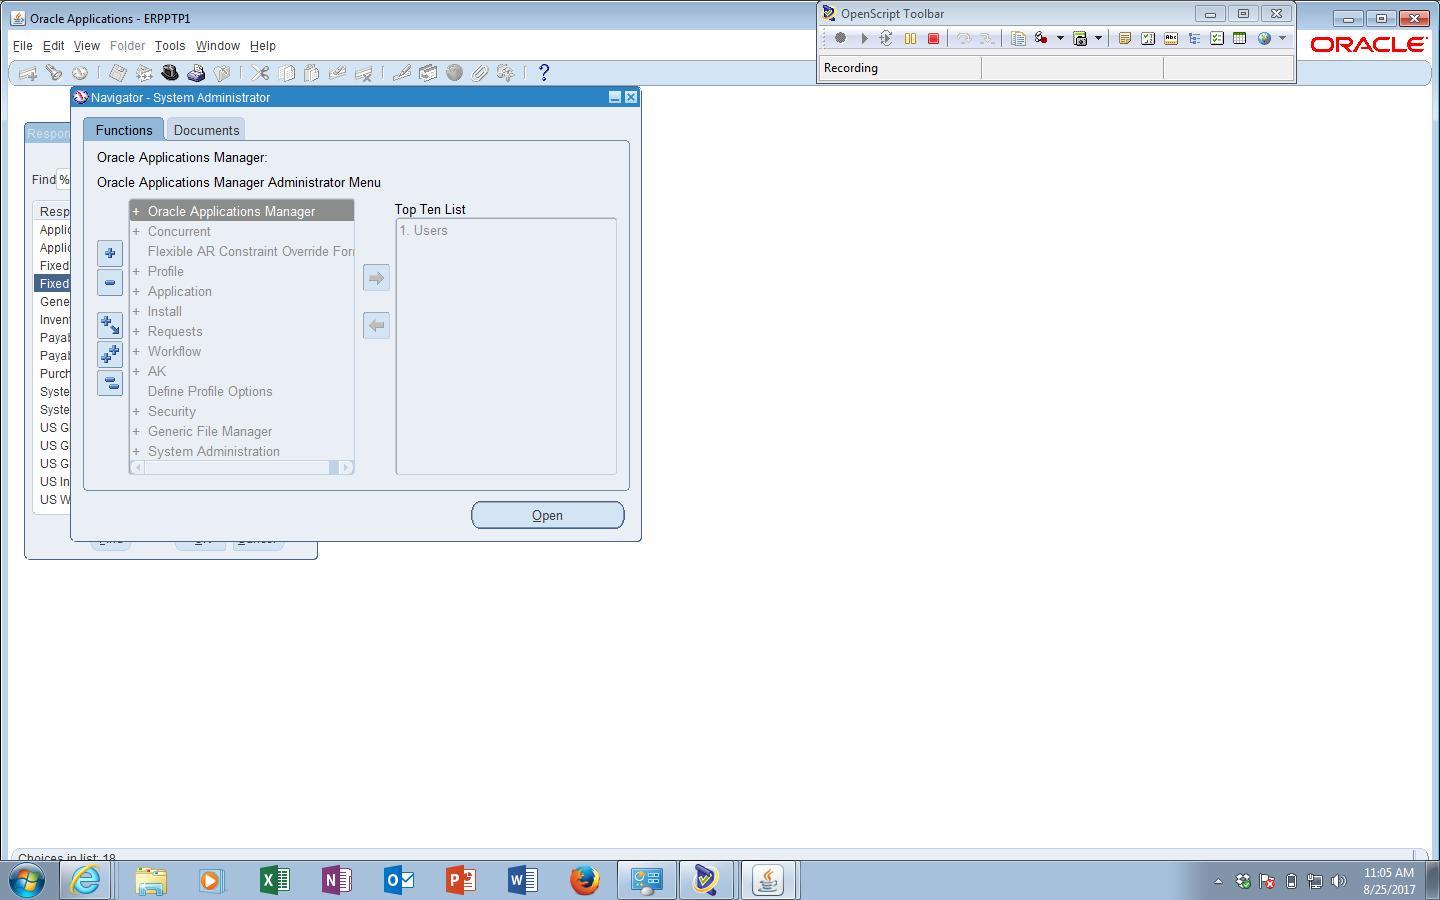 Oracle Applications - ERPPTP1
OpenScript Toolbar
File Edit View Folder Tools Window Help
ORACLE
Recording
Navigator - System Administrator
Functions Documents
Oracle Applications Manager:
Oracle Applications Manager Administrator Menu
Top Ten List
+ Oracle Applications Manager
+ Concurrent
Flexible AR Constraint Override For
+ Profile
+ Application
+ Install
+ Requests
+ Workflow
+ AK
Define Profile Options
+ Security
+ Generic File Manager
+ System Administration
1. Users
Open
Respon
Find %
Resp
Applic
Applic
Fixed
Fixed
Gene
Inven
Payab
Payab
Purch
Syste
Syste
US G
US G
US G
US In
US W
Choices in list: 18
11:05 AM
8/25/2017